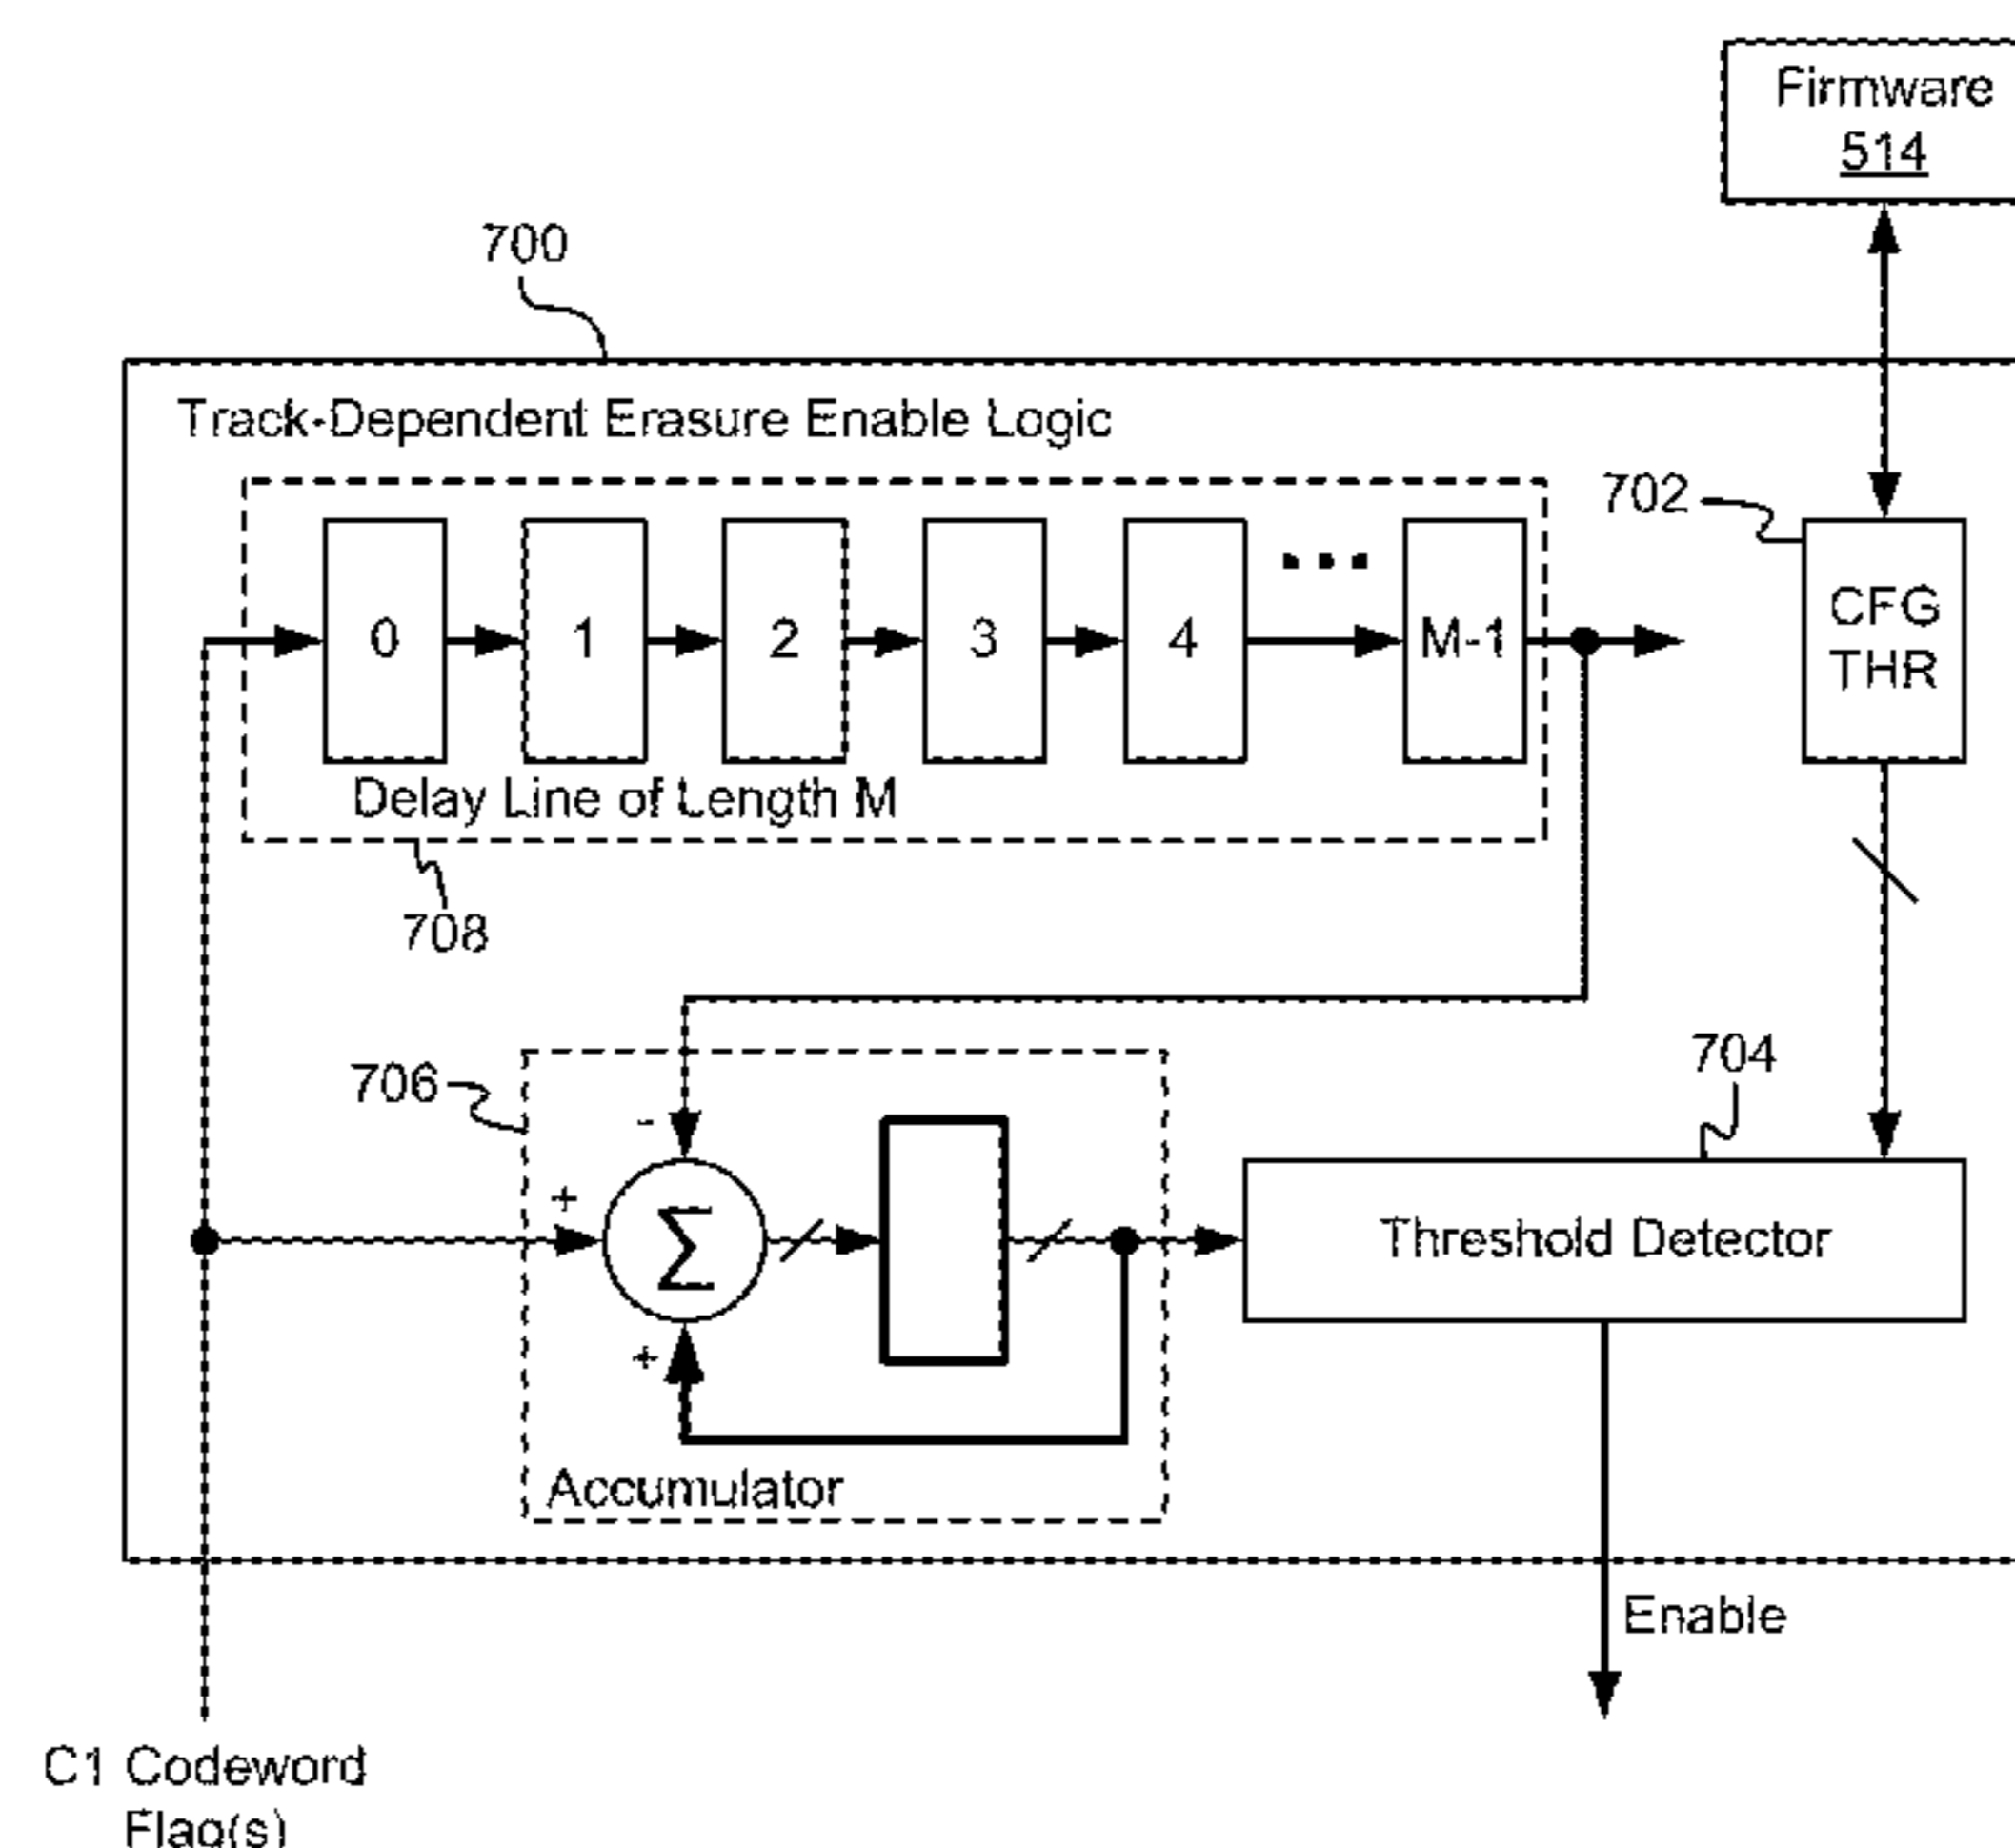 Firmware
514
700
Track-Dependent Erasure Enable Logic
702
0 1 2 3 4 ... M-1
CFG
THR
Delay Line of Length M
708
704
706
-
+
Σ
Threshold Detector
+
Accumulator
Enable
C1 Codeword
Flag(s)